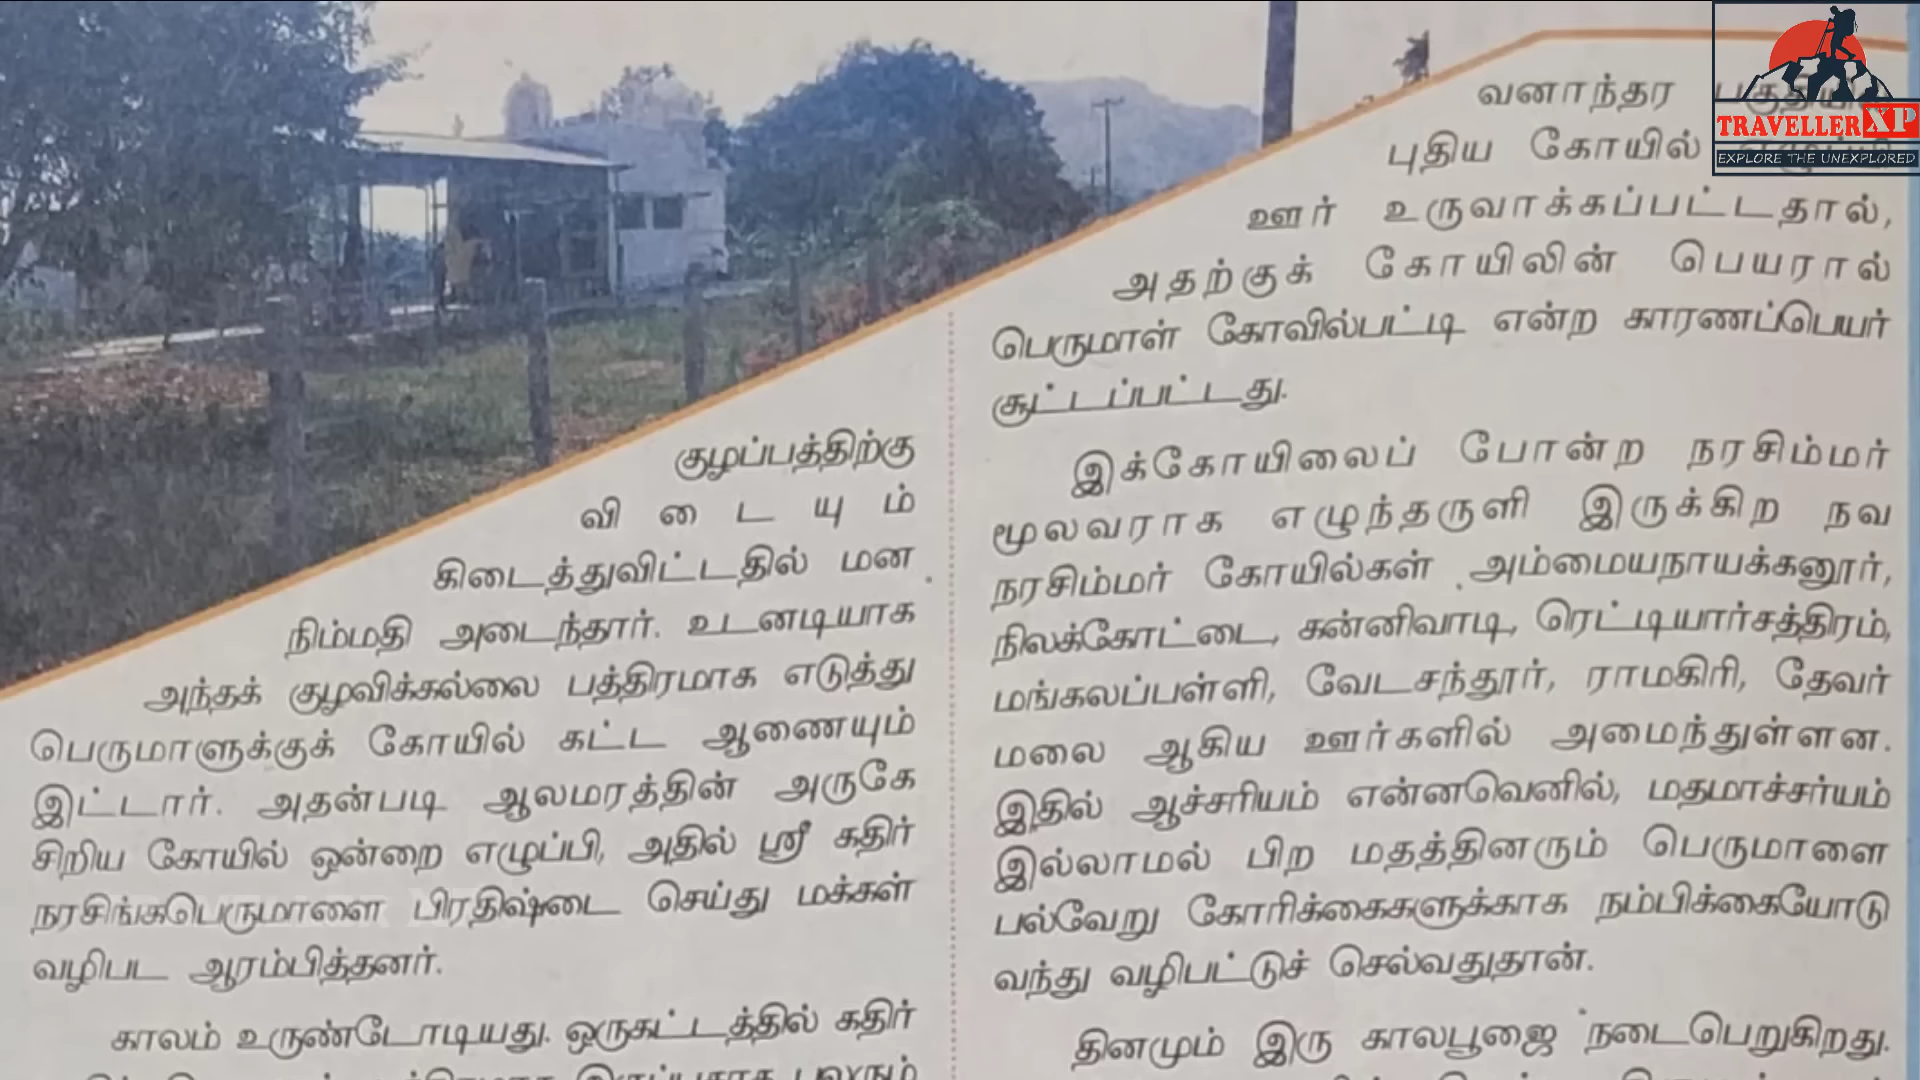 குழப்பத்திற்கு
விடையும்
கிடைத்துவிட்டதில் மன
நிம்மதி அடைந்தார். உடனடியாக
அந்தக் குழவிக்கல்லை பத்திரமாக எடுத்து
பெருமாளுக்குக் கோயில் கட்ட ஆணையும்
இட்டார். அதன்படி ஆலமரத்தின் அருகே
சிறிய கோயில் ஒன்றை எழுப்பி, அதில் ஸ்ரீ கதிர்
நரசிங்கபெருமாளை பிரதிஷ்டை செய்து மக்கள்
வழிபட ஆரம்பித்தனர்.
காலம் உருண்டோடியது. ஒருகட்டத்தில் கதிர்
வனாந்தர
புதிய கோயில்
ஊர் உருவாக்கப்பட்டதால்,
அதற்குக் கோயிலின் பெயரால்
பெருமாள் கோவில்பட்டி என்ற காரணப்பெயர்
சூட்டப்பட்டது.
இக்கோயிலைப் போன்ற நரசிம்மர்
மூலவராக எழுந்தருளி இருக்கிற நவ
நரசிம்மர் கோயில்கள் அம்மையநாயக்கனூர்,
நிலக்கோட்டை, கன்னிவாடி, ரெட்டியார்சத்திரம்,
மங்கலப்பள்ளி, வேடசந்தூர், ராமகிரி, தேவர்
மலை ஆகிய ஊர்களில் அமைந்துள்ளன.
இதில் ஆச்சரியம் என்னவெனில், மதமாச்சர்யம்
இல்லாமல் பிற மதத்தினரும் பெருமாளை
பல்வேறு கோரிக்கைகளுக்காக நம்பிக்கையோடு
வந்து வழிபட்டுச் செல்வதுதான்.
தினமும் இரு காலபூஜை நடைபெறுகிறது.
TRAVELLER XP
EXPLORE THE UNEXPLORED